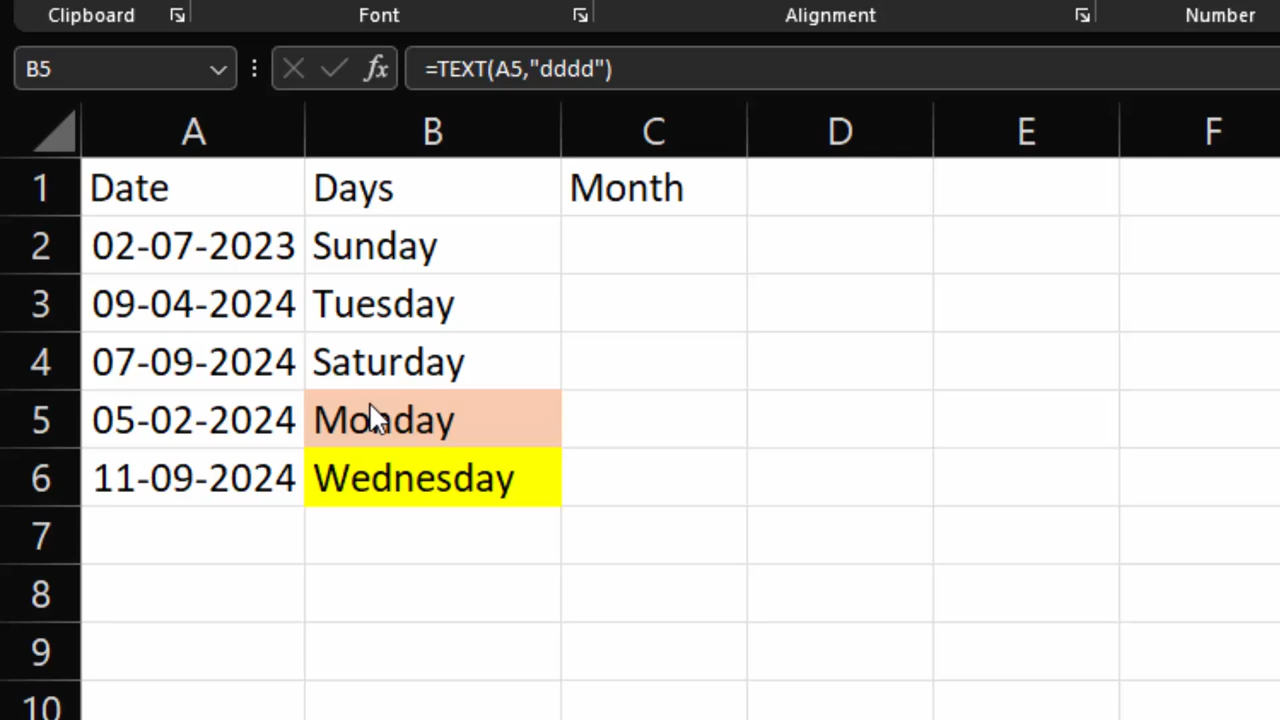 Clipboard Font Alignment Number
B5 fx =TEXT(A5,"dddd")
A B C D E F
1 Date Days Month
2 02-07-2023 Sunday
3 09-04-2024 Tuesday
4 07-09-2024 Saturday
5 05-02-2024 Monday
6 11-09-2024 Wednesday
7
8
9
10